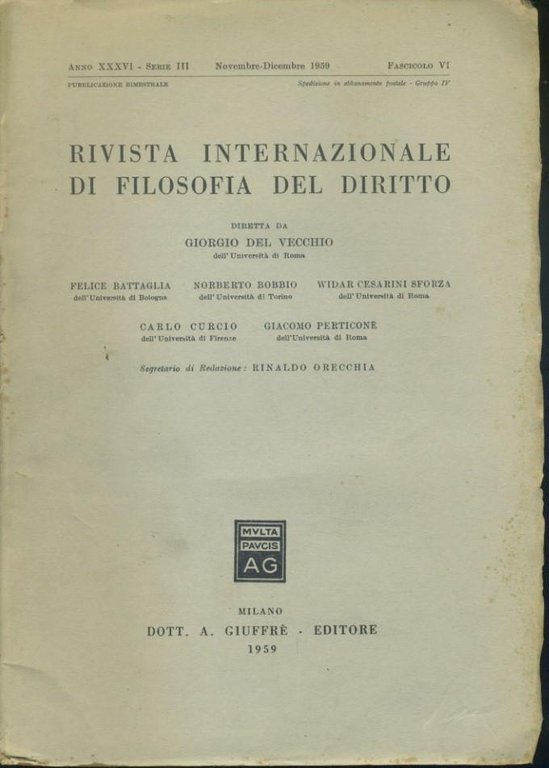 ANNO XXXVI - SERIE III Novembre-Dicembre 1959 FASCICOLO VI
PUBBLICAZIONE BIMESTRALE Spedizione in abbonamento postale - Gruppo IV
RIVISTA INTERNAZIONALE
DI FILOSOFIA DEL DIRITTO
DIRETTA DA
GIORGIO DEL VECCHIO
dell'Università di Roma
FELICE BATTAGLIA NORBERTO BOBBIO WIDAR CESARINI SFORZA
dell'Università di Bologna dell'Università di Torino dell'Università di Roma
CARLO CURCIO GIACOMO PERTICONE
dell'Università di Firenze dell'Università di Roma
Segretario di Redazione: RINALDO ORECCHIA
MVLTA
PAVCIS
AG
MILANO
DOTT. A. GIUFFRÈ - EDITORE
1959